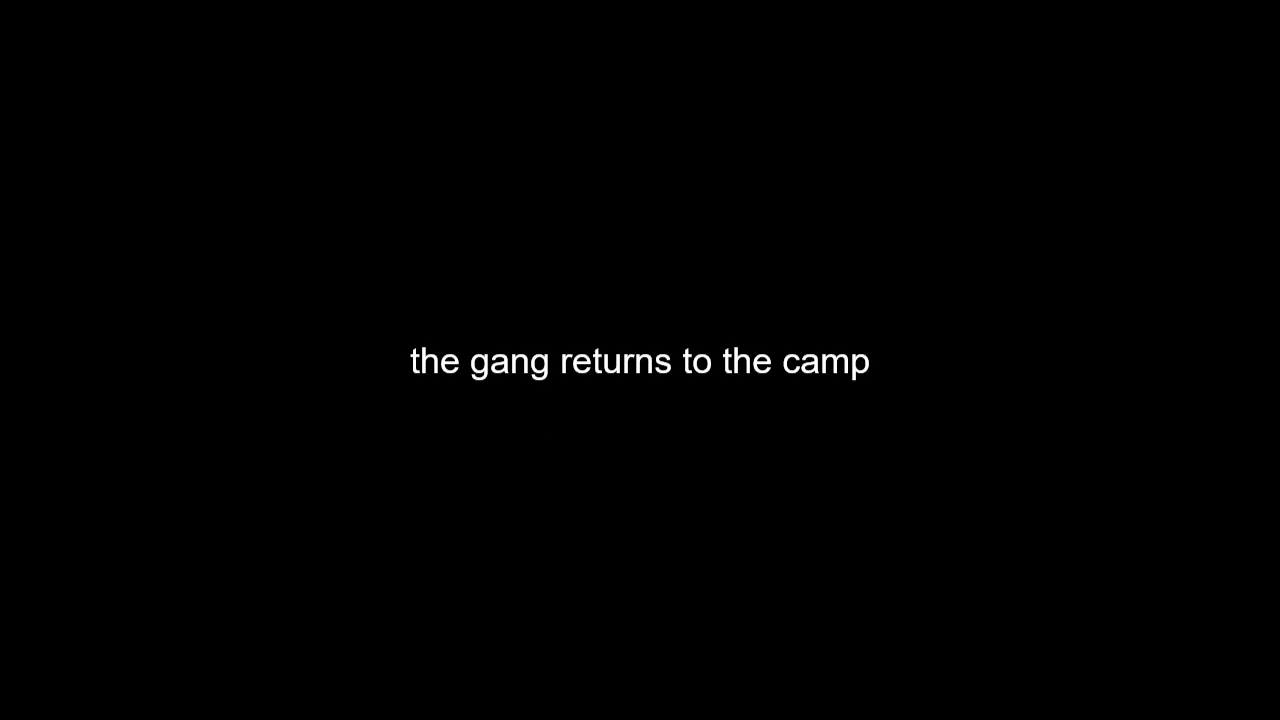 the gang returns to the camp